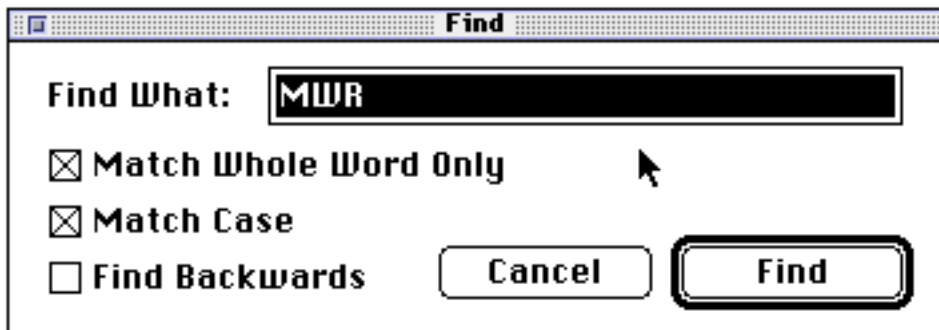 Find
Find What: MWR
Match Whole Word Only
Match Case
Find Backwards
Cancel
Find